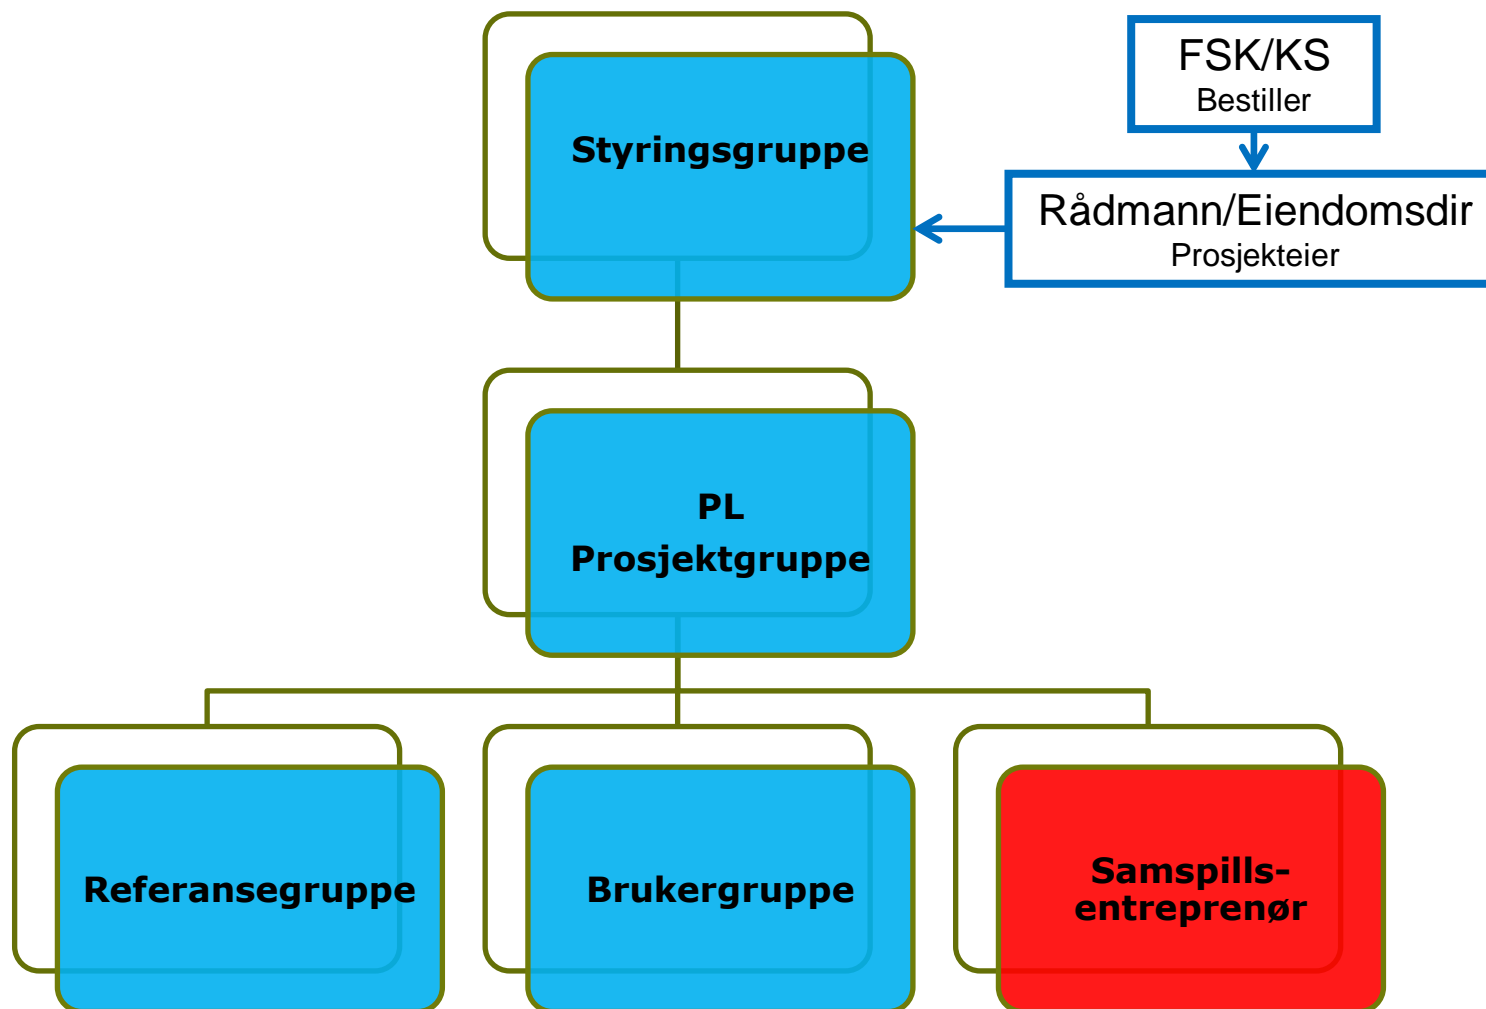 FSK/KS
Bestiller
Styringsgruppe
Rådmann/Eiendomsdir
Prosjekteier
PL
Prosjektgruppe
Referansegruppe
Brukergruppe
Samspills-
entreprenør